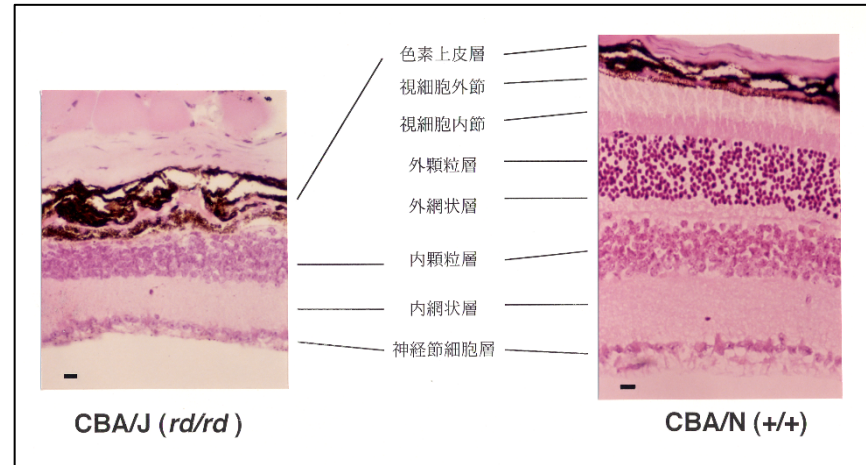 色素上皮層
視細胞外節
視細胞内節
外顆粒層
外網状層
内顆粒層
内網状層
神経節細胞層
CBA/J (rd/rd )
CBA/N (+/+)